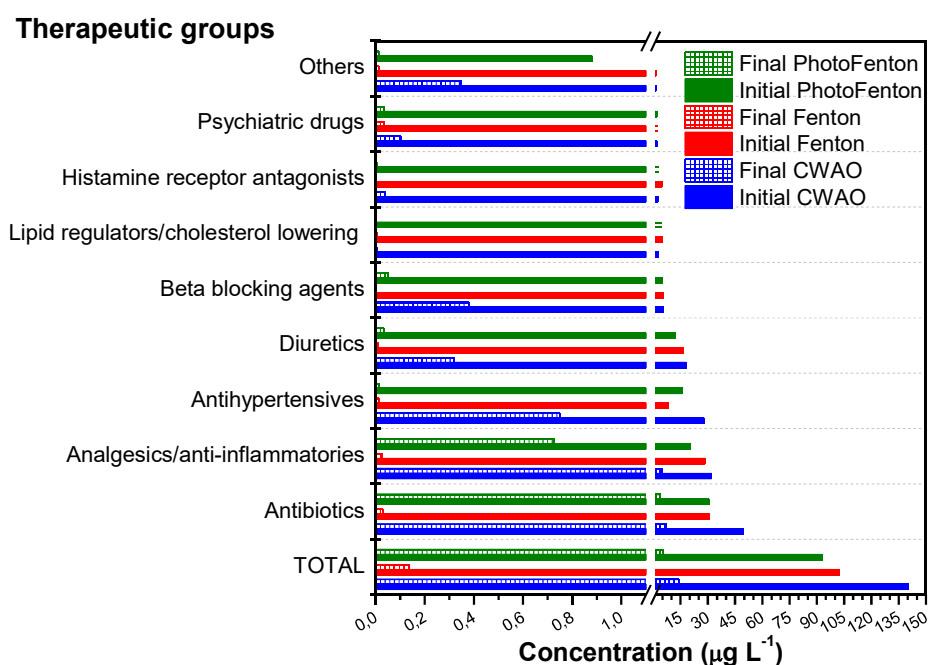 Therapeutic groups
Others
Psychiatric drugs
Histamine receptor antagonists
Lipid regulators/cholesterol lowering
Beta blocking agents
Diuretics
Antihypertensives
Analgesics/anti-inflammatories
Antibiotics
TOTAL
Final PhotoFenton
Initial PhotoFenton
Final Fenton
Initial Fenton
Final CWAO
Initial CWAO
0,0 0,2 0,4 0,6 0,8 1,0 15 30 45 60 75 90 105 120 135 150
Concentration (μg L⁻¹)